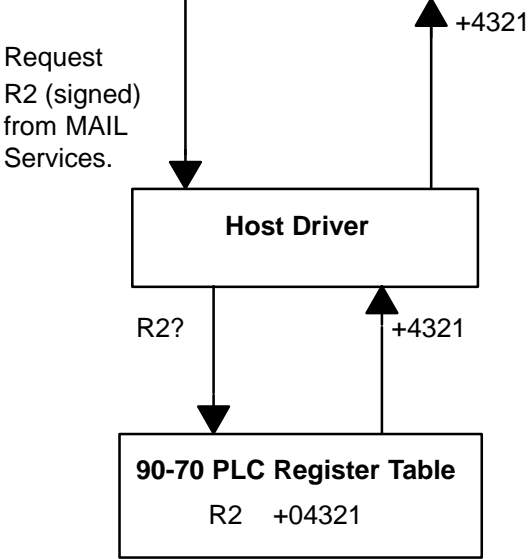 +4321
Request
R2 (signed)
from MAIL
Services.
Host Driver
R2?
+4321
90-70 PLC Register Table
R2 +04321